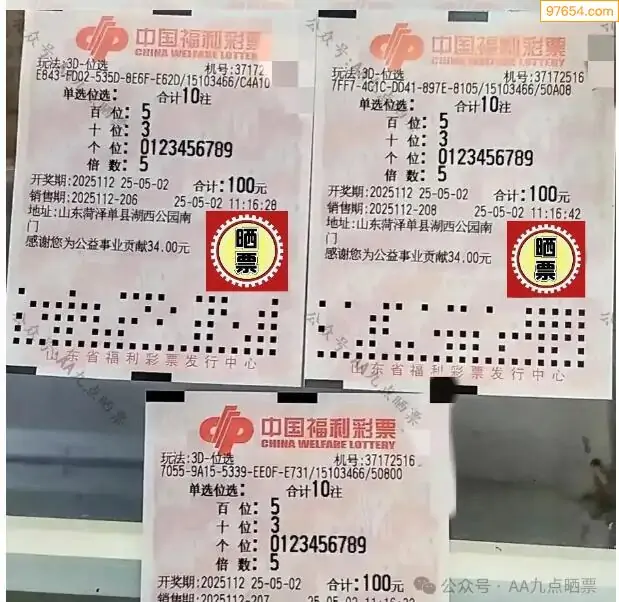 97654.com
中国福利彩票
CHINA WELFARE LOTTERY
玩法:3D-位选 机号:37172
E843-FD02-535D-8E6F-E62D/15103466/C4A10
单选位选: 合计10注
百 位: 5
十 位: 3
个 位: 0123456789
倍 数: 5
开奖期:2025112 25-05-02 合计:100元
销售期:2025112-206 25-05-02 11:16:28
地址:山东菏泽单县湖西公园南
门
感谢您为公益事业贡献34.00元
晒
票
山东省福利彩票发行中心
中国福利彩票
CHINA WELFARE LOTTERY
玩法:3D-位选 机号:37172516
7FF7-4C1C-DD41-897E-8105/15103466/50A08
单选位选: 合计10注
百 位: 5
十 位: 3
个 位: 0123456789
倍 数: 5
开奖期:2025112 25-05-02 合计:100元
销售期:2025112-208 25-05-02 11:16:42
地址:山东菏泽单县湖西公园南
门
感谢您为公益事业贡献34.00元
晒
票
山东省福利彩票发行中心
公众号·AA九点晒票
中国福利彩票
CHINA WELFARE LOTTERY
玩法:3D-位选 机号:37172516
7055-9A15-5339-EE0F-E731/15103466/50800
单选位选: 合计10注
百 位: 5
十 位: 3
个 位: 0123456789
倍 数: 5
开奖期:2025112 25-05-02 合计:100元
销售期:2025112-207 25-05-02
公众号·AA九点晒票